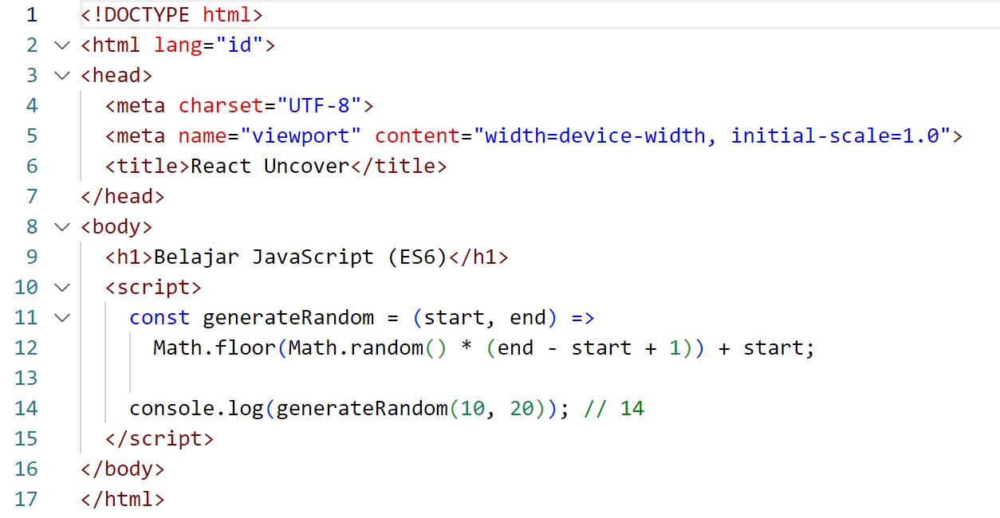 1 <!DOCTYPE html>
2 <html lang="id">
3 <head>
4 <meta charset="UTF-8">
5 <meta name="viewport" content="width=device-width, initial-scale=1.0">
6 <title>React Uncover</title>
7 </head>
8 <body>
9 <h1>Belajar JavaScript (ES6)</h1>
10 <script>
11 const generateRandom = (start, end) =>
12 Math.floor(Math.random() * (end - start + 1)) + start;
13
14 console.log(generateRandom(10, 20)); // 14
15 </script>
16 </body>
17 </html>